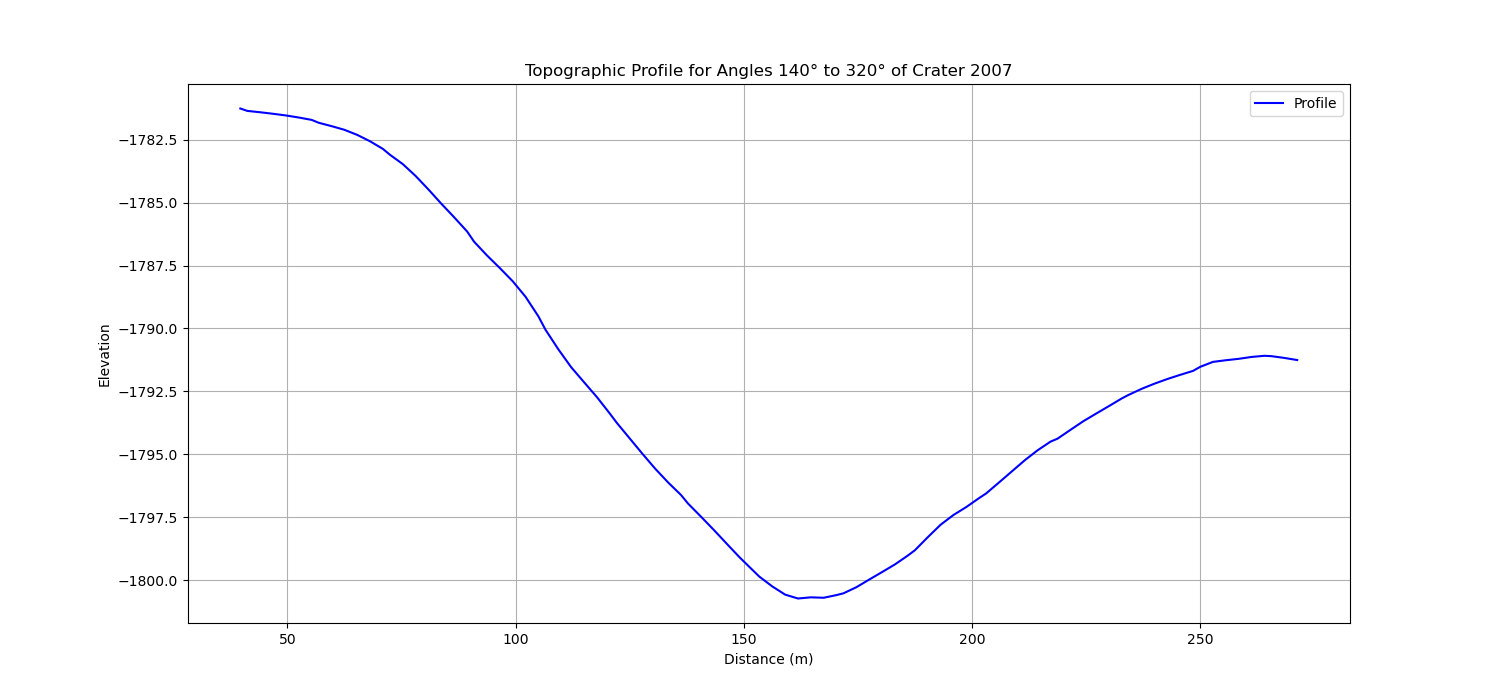 Topographic Profile for Angles 140° to 320° of Crater 2007
Profile
Elevation
−1782.5
−1785.0
−1787.5
−1790.0
−1792.5
−1795.0
−1797.5
−1800.0
50 100 150 200 250
Distance (m)